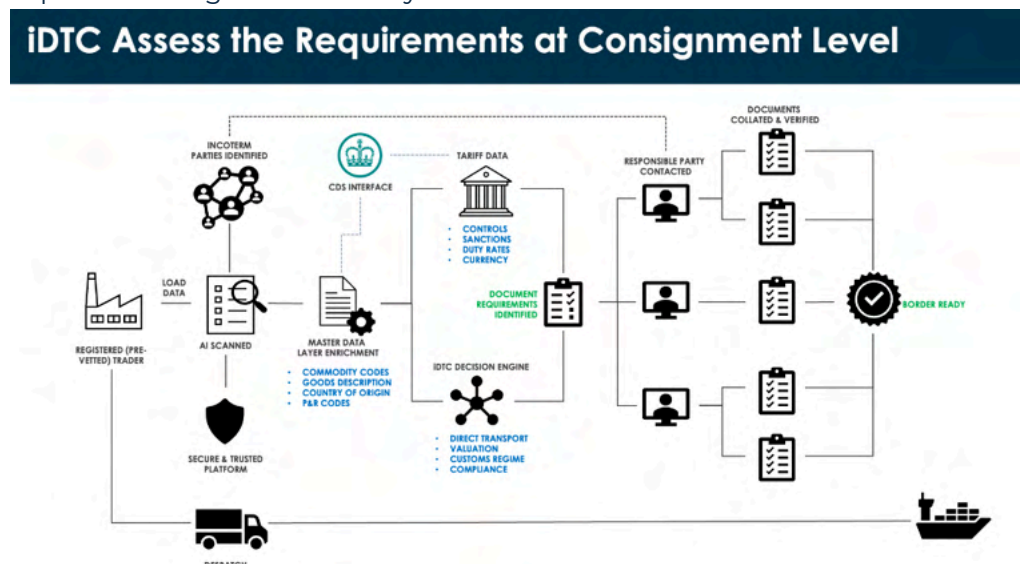 iDTC Assess the Requirements at Consignment Level
DOCUMENTS
COLLATED & VERIFIED
INCOTERM
PARTIES IDENTIFIED
CDS INTERFACE
TARIFF DATA
RESPONSIBLE PARTY
CONTACTED
• CONTROLS
• SANCTIONS
• DUTY RATES
• CURRENCY
LOAD
DATA
DOCUMENT
REQUIREMENTS
IDENTIFIED
BORDER READY
REGISTERED (PRE-
VETTED) TRADER
AI SCANNED
MASTER DATA
LAYER ENRICHMENT
• COMMODITY CODES
• GOODS DESCRIPTION
• COUNTRY OF ORIGIN
• P&R CODES
iDTC DECISION ENGINE
• DIRECT TRANSPORT
• VALUATION
• CUSTOMS REGIME
• COMPLIANCE
SECURE & TRUSTED
PLATFORM
DESPATCH